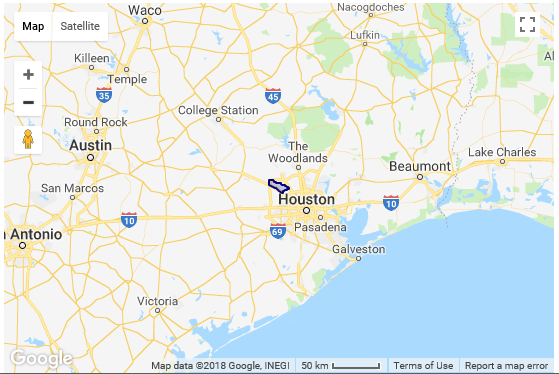 Nacogdoches
Waco
Map
Satellite
Lufkin
Killeen
Temple
35
45
College Station
Round Rock
Austin
The
Woodlands
Lake Charles
Beaumont
San Marcos
Houston
10
10
Pasadena
69
n Antonio
Galveston
Victoria
Google
Map data ©2018 Google, INEGI
50 km
Terms of Use
Report a map error